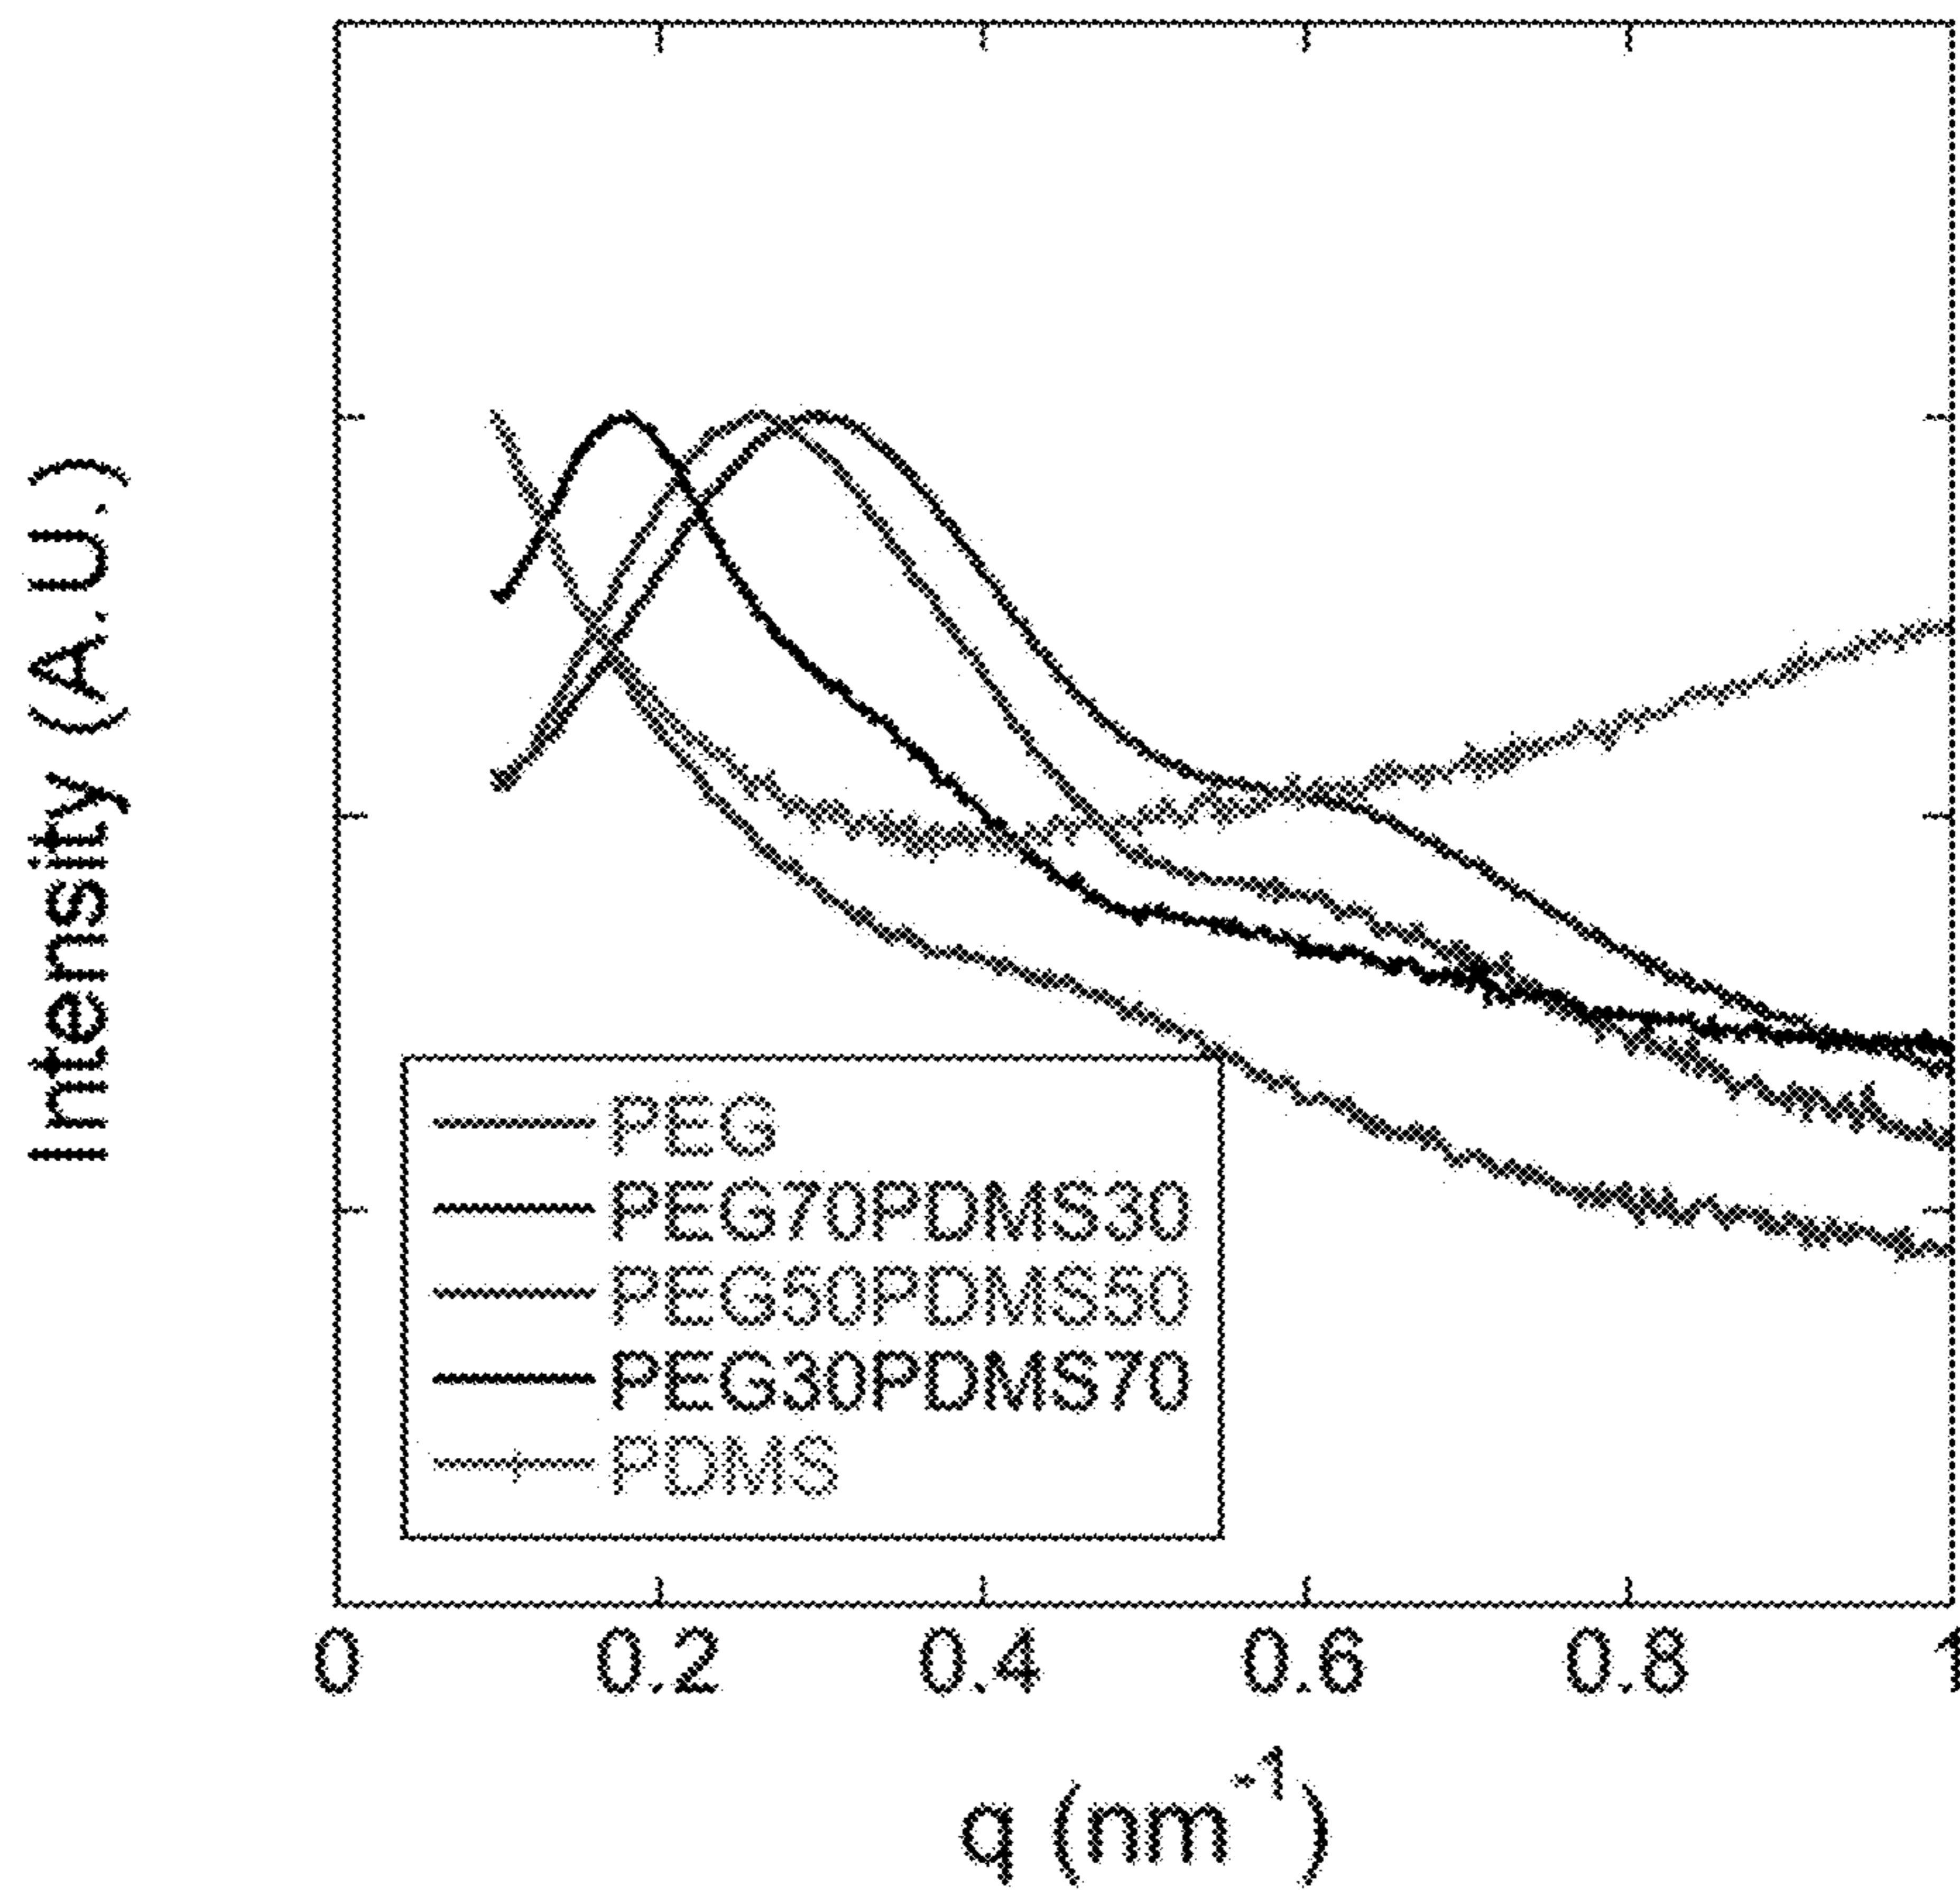 Intensity (A.U.)
PEG
PEG70PDMS30
PEG50PDMS50
PEG30PDMS70
PDMS
0 0.2 0.4 0.6 0.8 1
q (nm⁻¹)